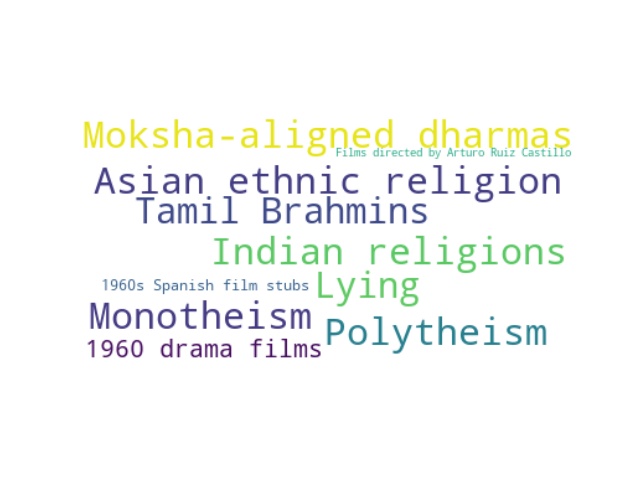 Moksha-aligned dharmas
Films directed by Arturo Ruiz Castillo
Asian ethnic religion
Tamil Brahmins
Indian religions
1960s Spanish film stubs
Lying
Monotheism
Polytheism
1960 drama films